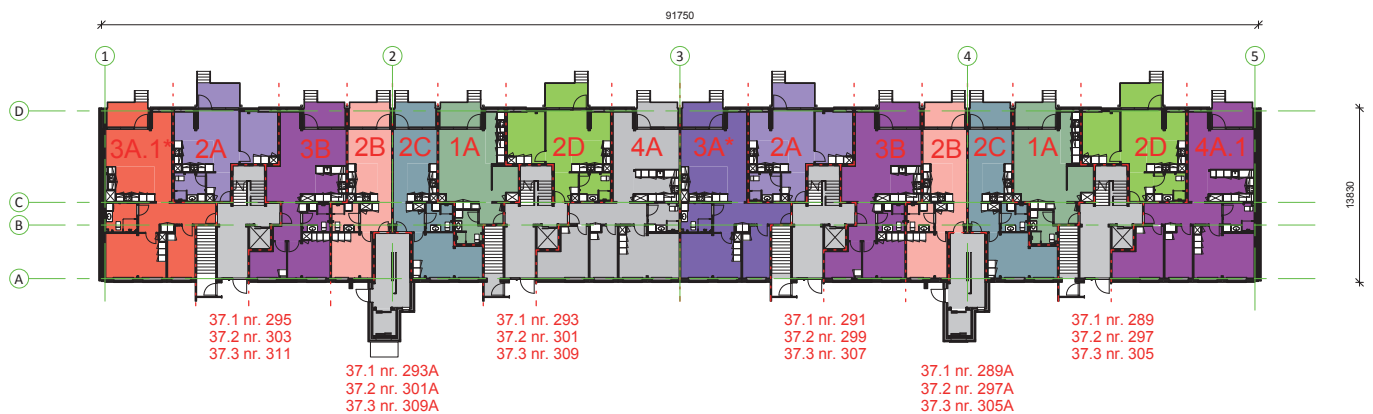 91750
1 2 3 4 5
D
3A.1* 2A 3B 2B 2C 1A 2D 4A 3A* 2A 3B 2B 2C 1A 2D 4A.1
13830
C
B
A
37.1 nr. 295
37.2 nr. 303
37.3 nr. 311
37.1 nr. 293
37.2 nr. 301
37.3 nr. 309
37.1 nr. 291
37.2 nr. 299
37.3 nr. 307
37.1 nr. 289
37.2 nr. 297
37.3 nr. 305
37.1 nr. 293A
37.2 nr. 301A
37.3 nr. 309A
37.1 nr. 289A
37.2 nr. 297A
37.3 nr. 305A